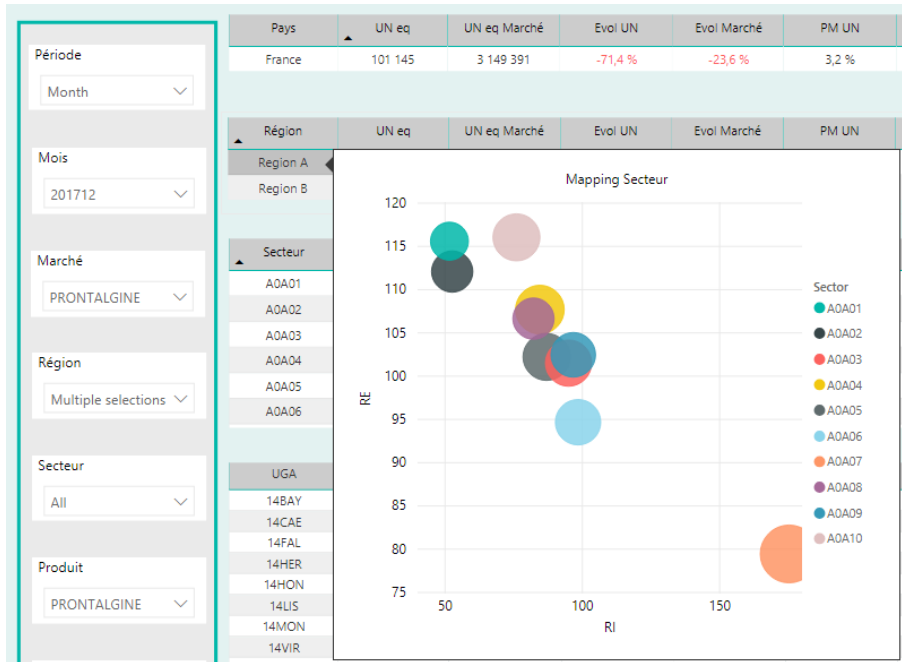 Période
Month
Mois
201712
Marché
PRONTALGINE
Région
Multiple selections
Secteur
All
Produit
PRONTALGINE
Pays UN eq UN eq Marché Evol UN Evol Marché PM UN
France 101 145 3 149 391 -71,4 % -23,6 % 3,2 %
Région UN eq UN eq Marché Evol UN Evol Marché PM UN
Region A
Region B
Secteur
A0A01
A0A02
A0A03
A0A04
A0A05
A0A06
UGA
14BAY
14CAE
14FAL
14HER
14HON
14LIS
14MON
14VIR
Mapping Secteur
120
115
110
105
100
95
90
85
80
75
RE
50 100 150
RI
Sector
A0A01
A0A02
A0A03
A0A04
A0A05
A0A06
A0A07
A0A08
A0A09
A0A10